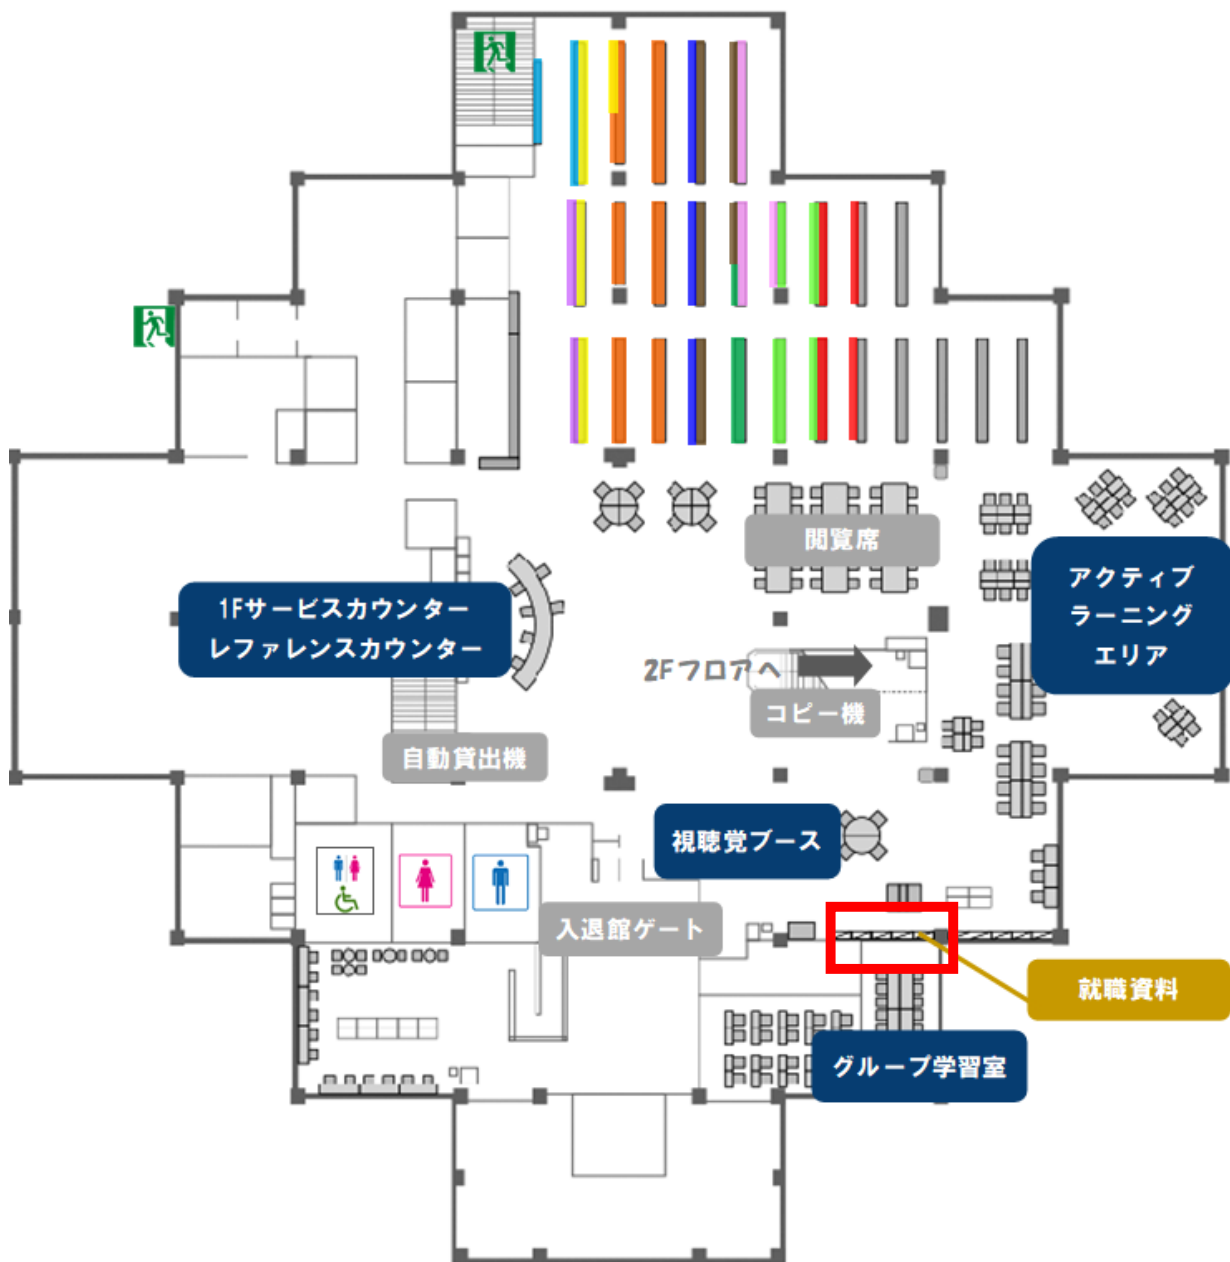 閲覧席
アクティブ
ラーニング
エリア
1Fサービスカウンター
レファレンスカウンター
2Fフロアへ
コピー機
自動貸出機
視聴覚ブース
入退館ゲート
就職資料
グループ学習室